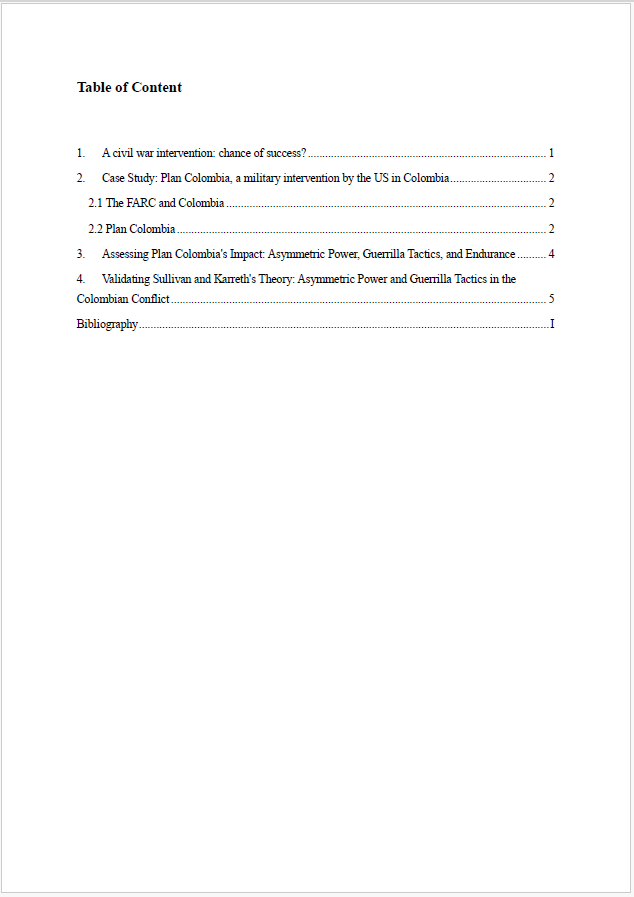 Table of Content
1. A civil war intervention: chance of success? ........ 1
2. Case Study: Plan Colombia, a military intervention by the US in Colombia ........ 2
2.1 The FARC and Colombia ........ 2
2.2 Plan Colombia ........ 2
3. Assessing Plan Colombia's Impact: Asymmetric Power, Guerrilla Tactics, and Endurance ........ 4
4. Validating Sullivan and Karreth's Theory: Asymmetric Power and Guerrilla Tactics in the
Colombian Conflict ........ 5
Bibliography ........ I